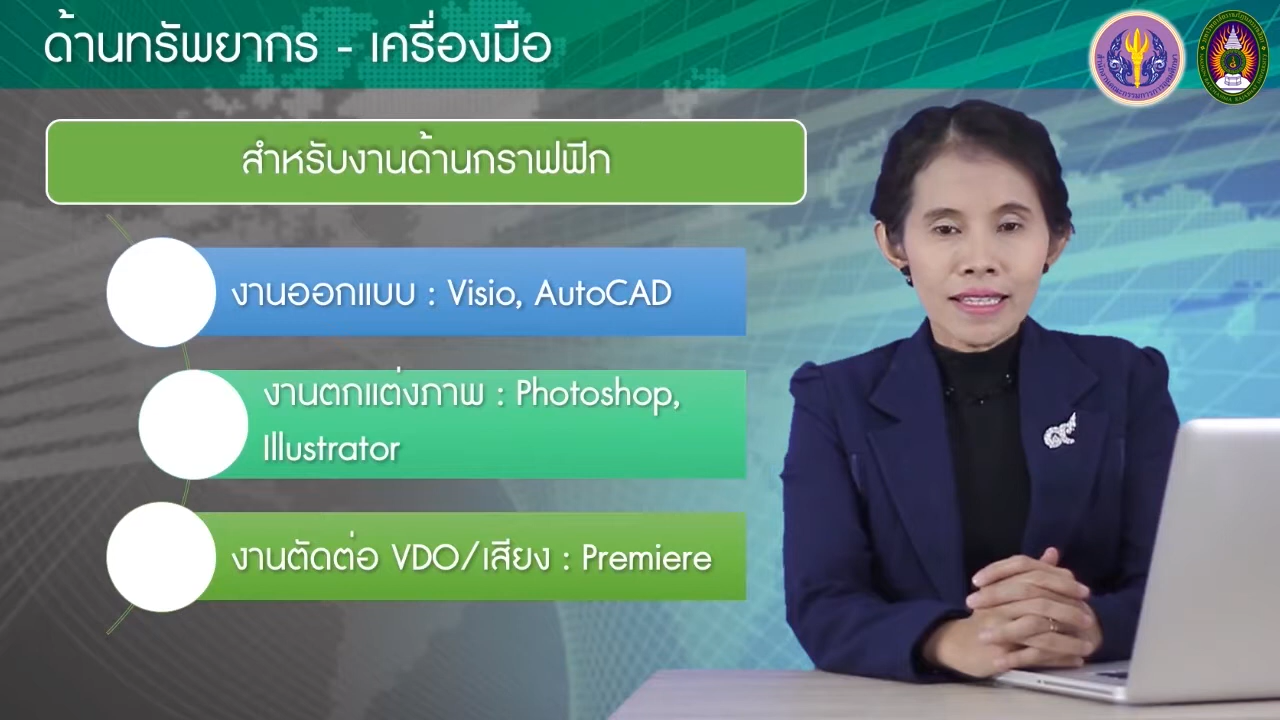 ด้านทรัพยากร - เครื่องมือ
สำหรับงานด้านกราฟฟิก
งานออกแบบ : Visio, AutoCAD
งานตกแต่งภาพ : Photoshop,
Illustrator
งานตัดต่อ VDO/เสียง : Premiere